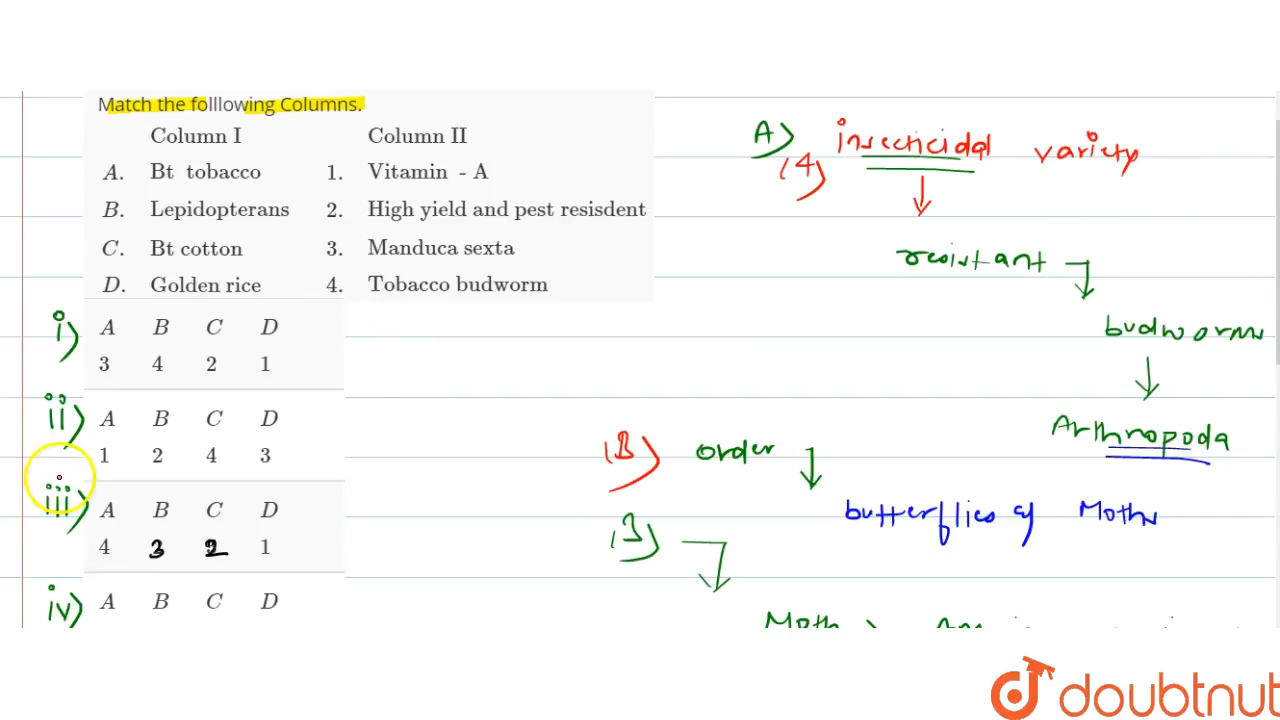 Match the folllowing Columns.
Column I Column II
A. Bt tobacco 1. Vitamin - A
B. Lepidopterans 2. High yield and pest resisdent
C. Bt cotton 3. Manduca sexta
D. Golden rice 4. Tobacco budworm
i) A B C D
3 4 2 1
ii) A B C D
1 2 4 3
iii) A B C D
4 3 2 1
iv) A B C D
A) insecticidal variety
(4)
resistant
budworms
Arthropoda
(B) order
butterflies Moths
(3)
Moth
doubtnut